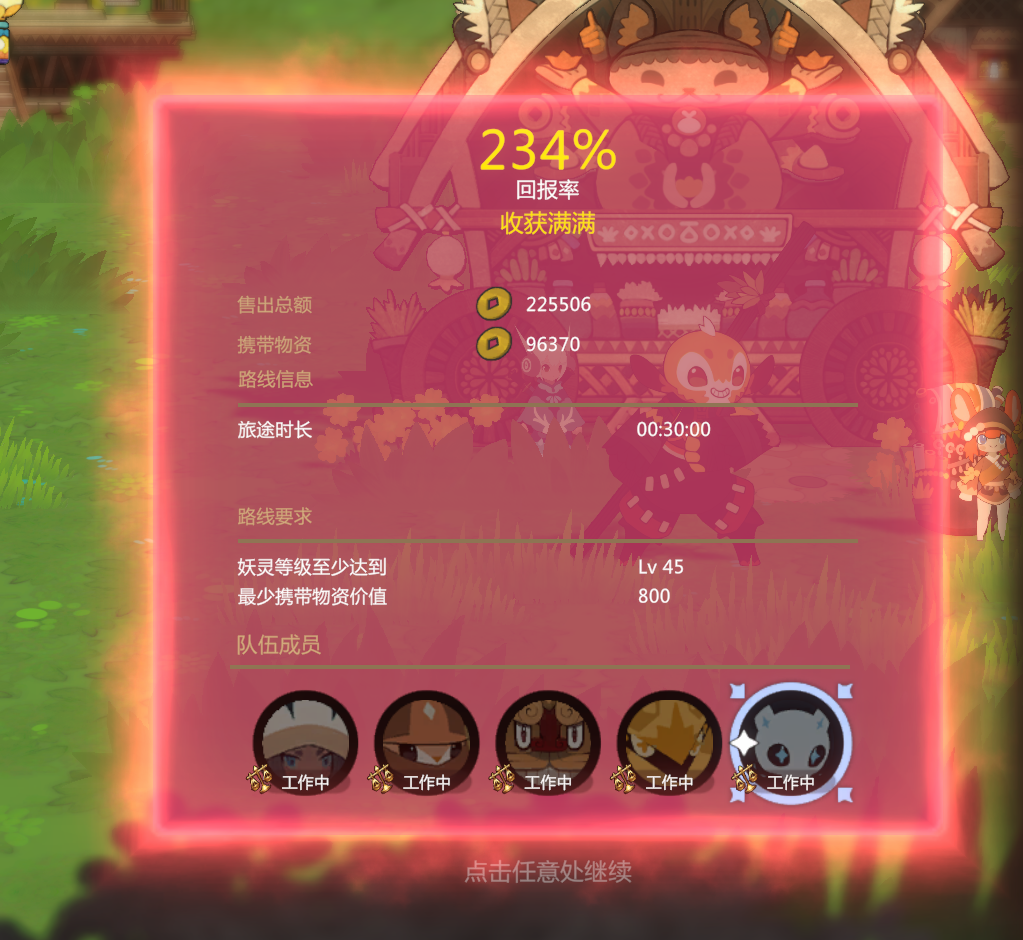 234%
回报率
收获满满
售出总额 225506
携带物资 96370
路线信息
旅途时长 00:30:00
路线要求
妖灵等级至少达到 Lv 45
最少携带物资价值 800
队伍成员
工作中 工作中 工作中 工作中 工作中
点击任意处继续